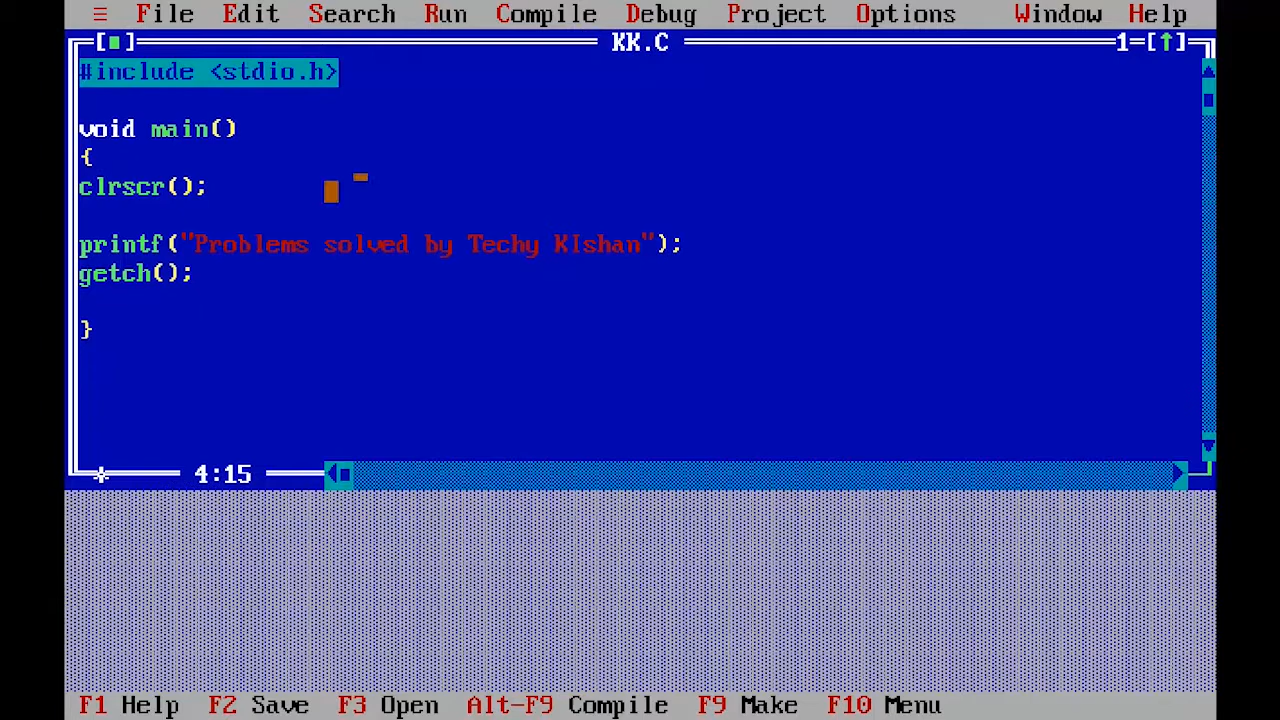 ≡ File Edit Search Run Compile Debug Project Options Window Help
[■] KK.C 1=[↑]
#include <stdio.h>
void main()
{
clrscr();
printf("Problems solved by Techy KIshan");
getch();
}
* 4:15
F1 Help F2 Save F3 Open Alt-F9 Compile F9 Make F10 Menu